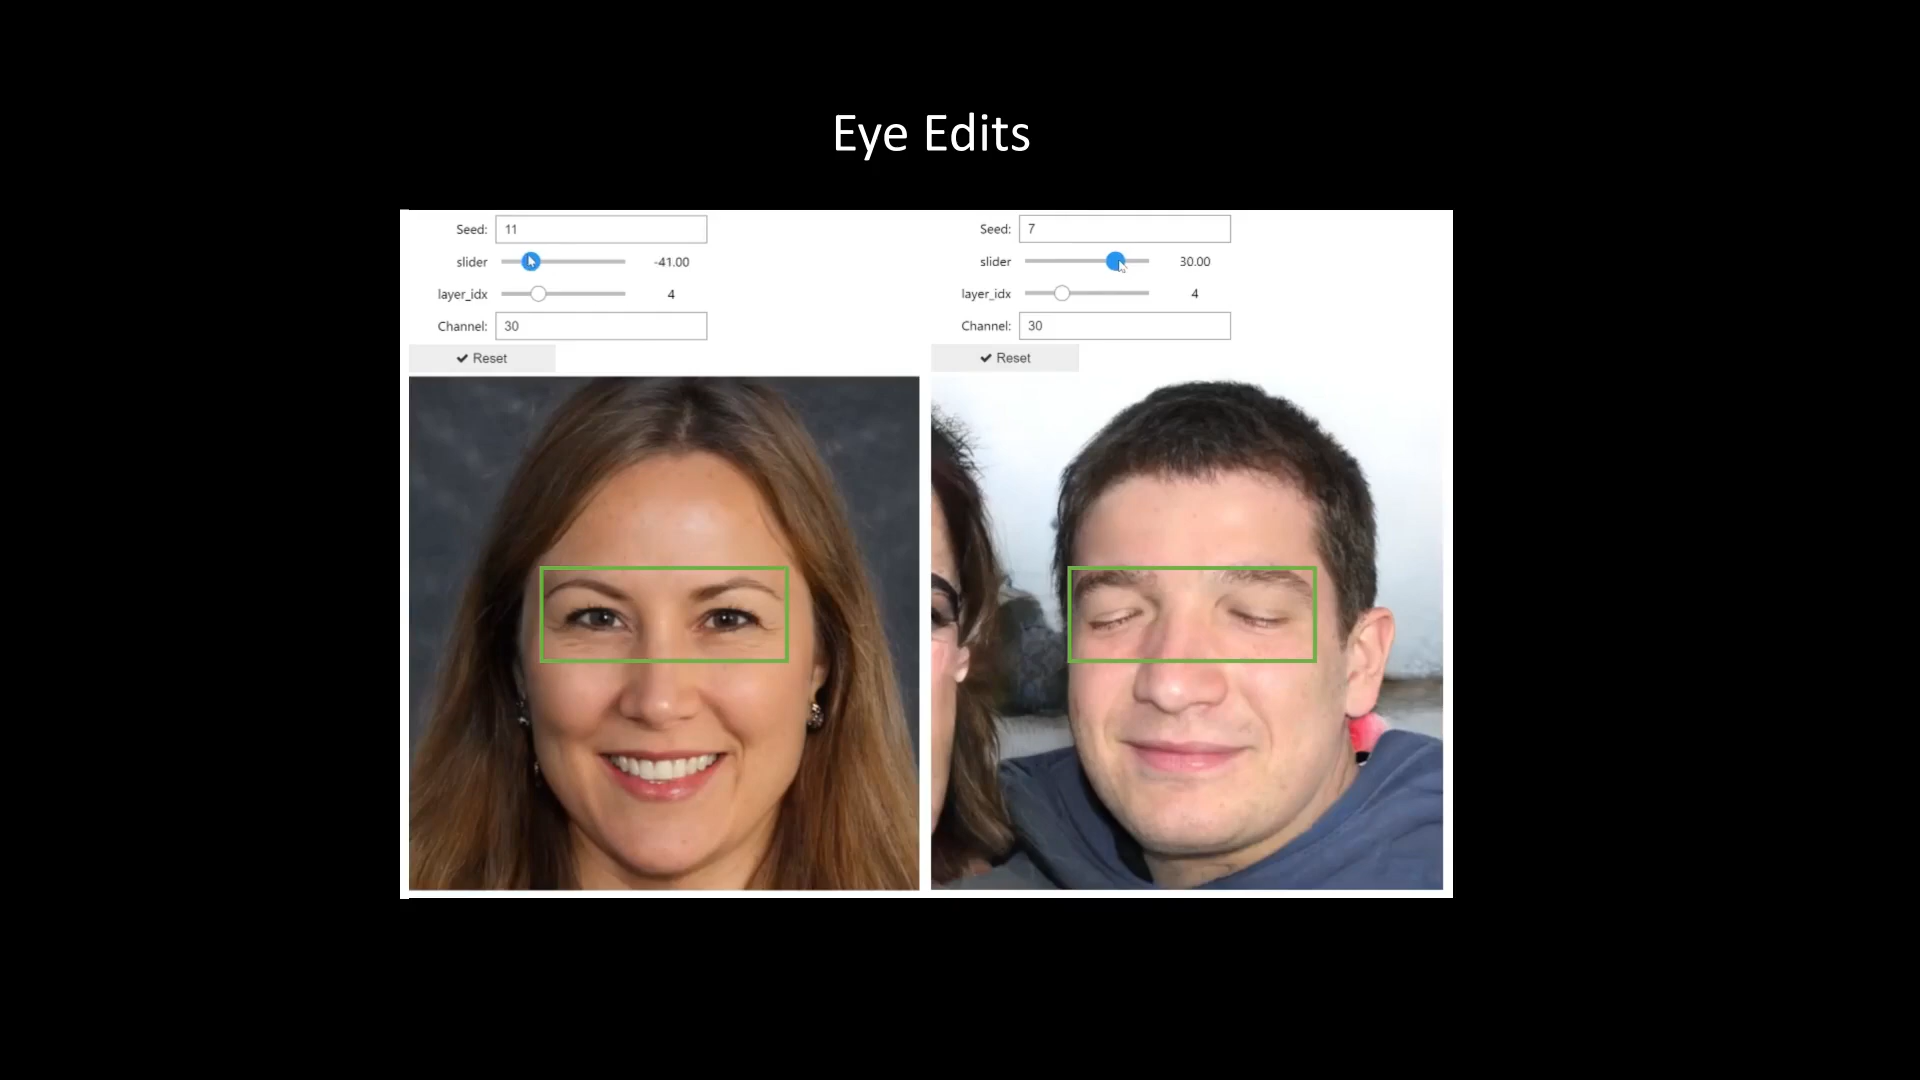 Eye Edits
Seed: 11
slider -41.00
layer_idx 4
Channel: 30
Reset
Seed: 7
slider 30.00
layer_idx 4
Channel: 30
Reset